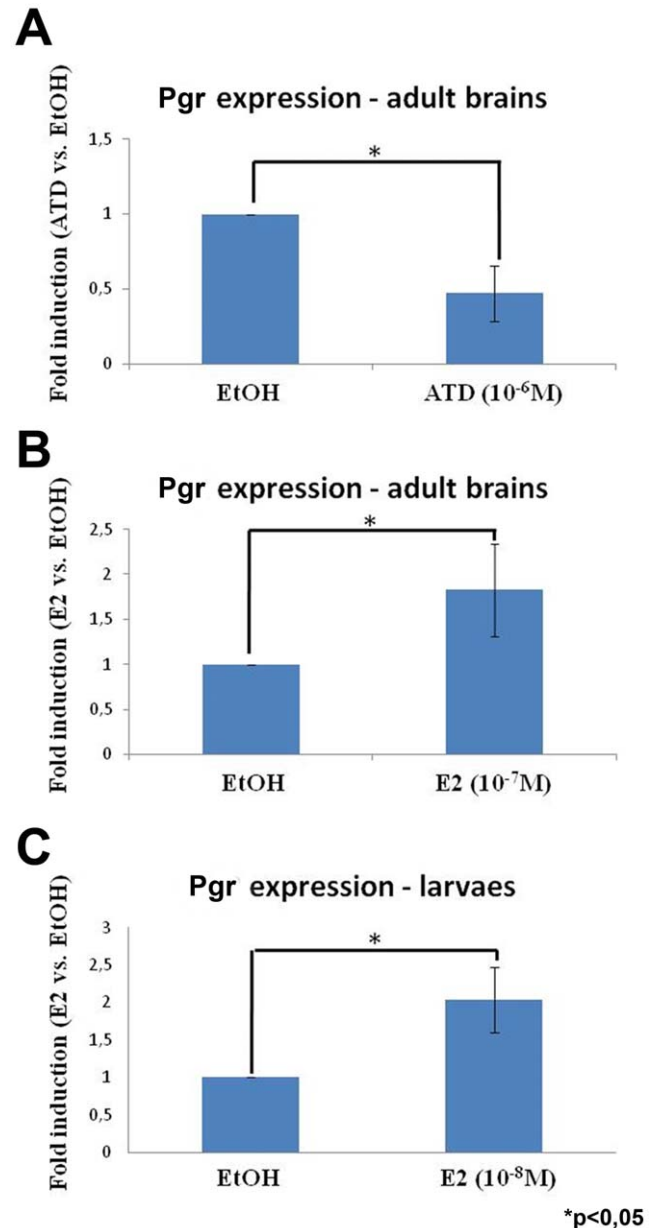 A
Pgr expression - adult brains
Fold induction (ATD vs. EtOH)
1,5
1
0,5
0
*
EtOH
ATD (10⁻⁶M)
B
Pgr expression - adult brains
Fold induction (E2 vs. EtOH)
2,5
2
1,5
1
0,5
0
*
EtOH
E2 (10⁻⁷M)
C
Pgr expression - larvaes
Fold induction (E2 vs. EtOH)
3
2,5
2
1,5
1
0,5
0
*
EtOH
E2 (10⁻⁸M)
*p<0,05